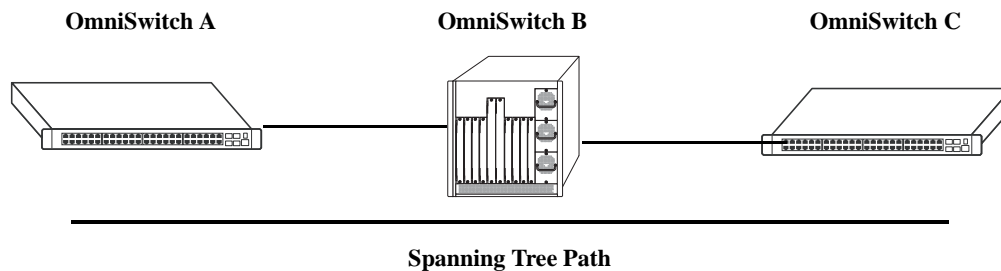 OmniSwitch A
OmniSwitch B
OmniSwitch C
Spanning Tree Path